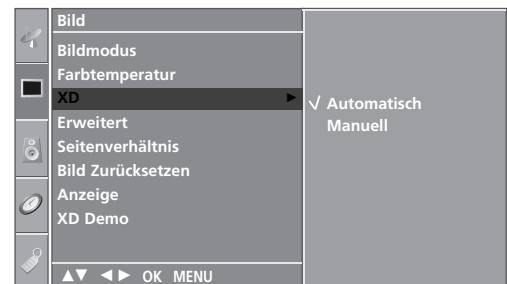 Bild
Bildmodus
Farbtemperatur
XD ►
Erweitert
Seitenverhältnis
Bild Zurücksetzen
Anzeige
XD Demo
▲▼ ◄► OK MENU
√ Automatisch
Manuell